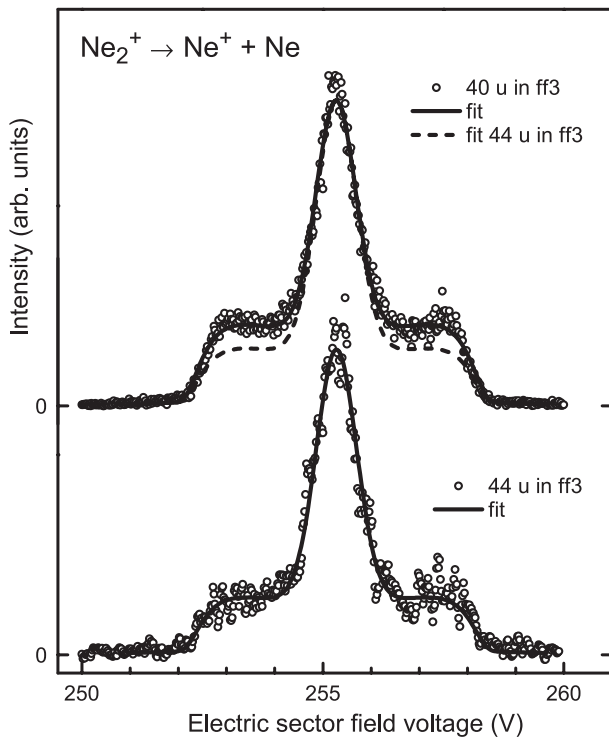 Ne₂⁺ → Ne⁺ + Ne
40 u in ff3
fit
fit 44 u in ff3
Intensity (arb. units)
0
44 u in ff3
fit
0
250 255 260
Electric sector field voltage (V)